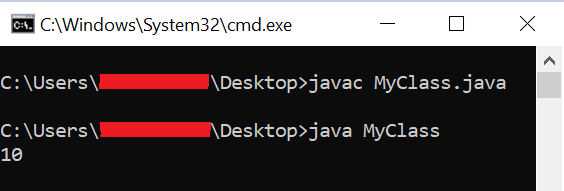 C:\Windows\System32\cmd.exe
C:\Users\ \Desktop>javac MyClass.java
C:\Users\ \Desktop>java MyClass
10